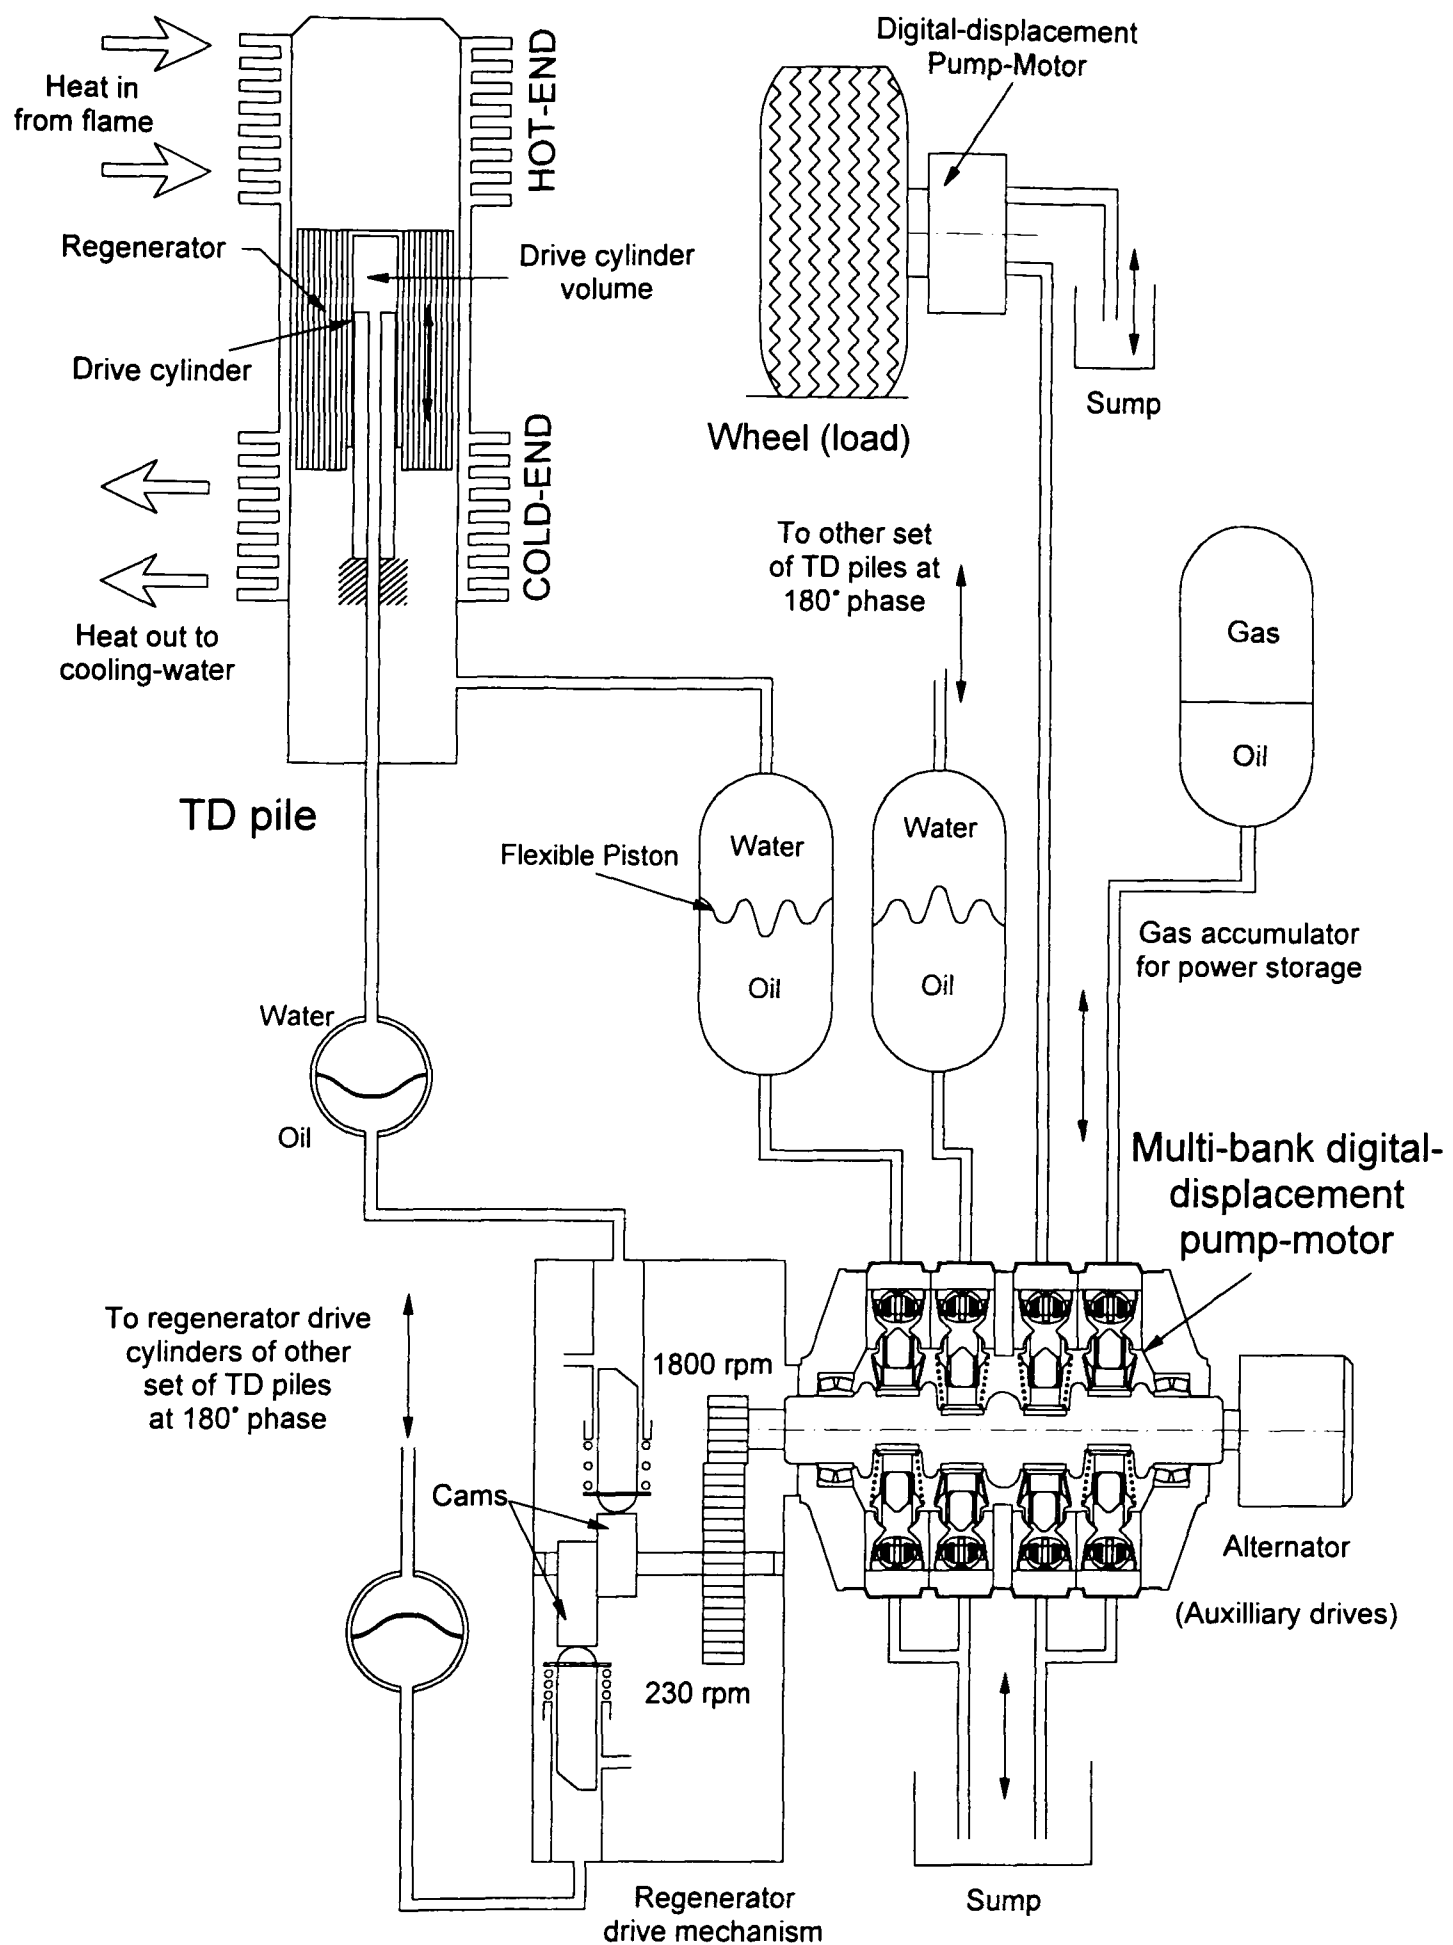 Digital-displacement
Pump-Motor
Heat in
from flame
HOT-END
Regenerator
Drive cylinder
volume
Drive cylinder
Sump
Wheel (load)
COLD-END
To other set
of TD piles at
180° phase
Heat out to
cooling-water
Gas
Oil
TD pile
Water
Water
Flexible Piston
Oil
Oil
Gas accumulator
for power storage
Water
Oil
Multi-bank digital-
displacement
pump-motor
To regenerator drive
cylinders of other
set of TD piles
at 180° phase
1800 rpm
Cams
Alternator
(Auxilliary drives)
230 rpm
Regenerator
drive mechanism
Sump